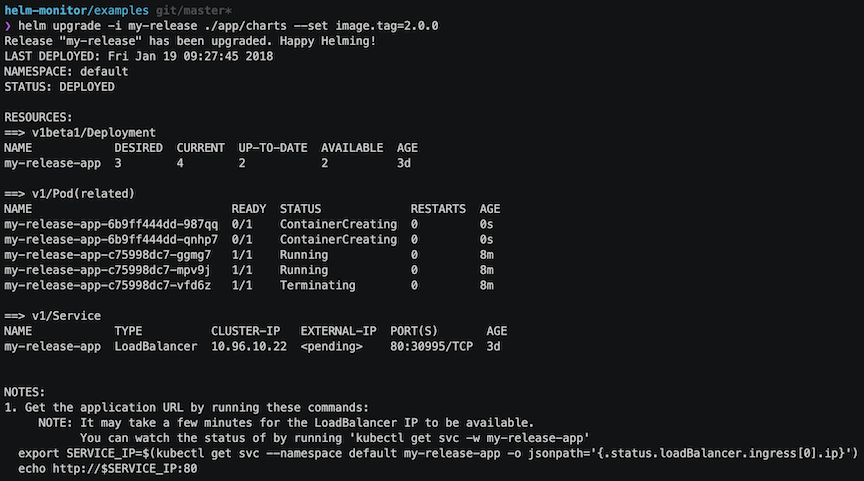 helm-monitor/examples git/master*
❯ helm upgrade -i my-release ./app/charts --set image.tag=2.0.0
Release "my-release" has been upgraded. Happy Helming!
LAST DEPLOYED: Fri Jan 19 09:27:45 2018
NAMESPACE: default
STATUS: DEPLOYED
RESOURCES:
==> v1beta1/Deployment
NAME DESIRED CURRENT UP-TO-DATE AVAILABLE AGE
my-release-app 3 4 2 2 3d
==> v1/Pod(related)
NAME READY STATUS RESTARTS AGE
my-release-app-6b9ff444dd-987qq 0/1 ContainerCreating 0 0s
my-release-app-6b9ff444dd-qnhp7 0/1 ContainerCreating 0 0s
my-release-app-c75998dc7-ggmg7 1/1 Running 0 8m
my-release-app-c75998dc7-mpv9j 1/1 Running 0 8m
my-release-app-c75998dc7-vfd6z 1/1 Terminating 0 8m
==> v1/Service
NAME TYPE CLUSTER-IP EXTERNAL-IP PORT(S) AGE
my-release-app LoadBalancer 10.96.10.22 <pending> 80:30995/TCP 3d
NOTES:
1. Get the application URL by running these commands:
NOTE: It may take a few minutes for the LoadBalancer IP to be available.
You can watch the status of by running 'kubectl get svc -w my-release-app'
export SERVICE_IP=$(kubectl get svc --namespace default my-release-app -o jsonpath='{.status.loadBalancer.ingress[0].ip}')
echo http://$SERVICE_IP:80